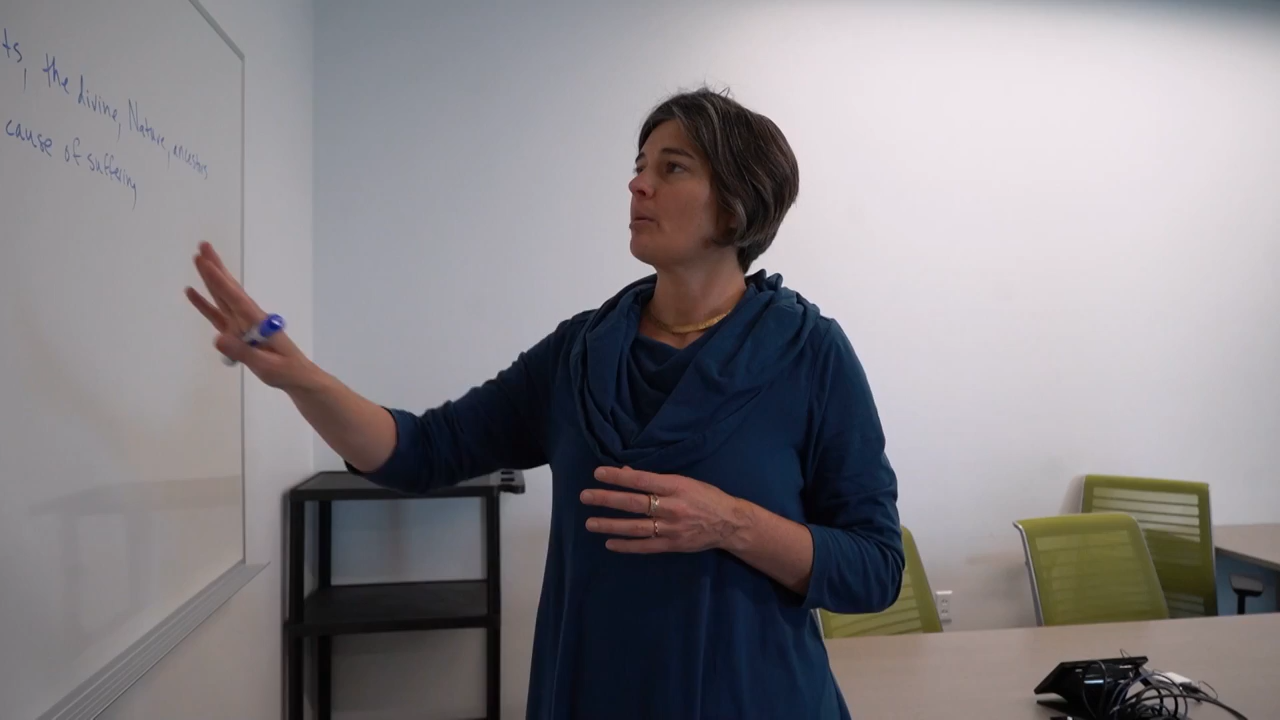 ts, the divine, Nature, ancestors
cause of suffering